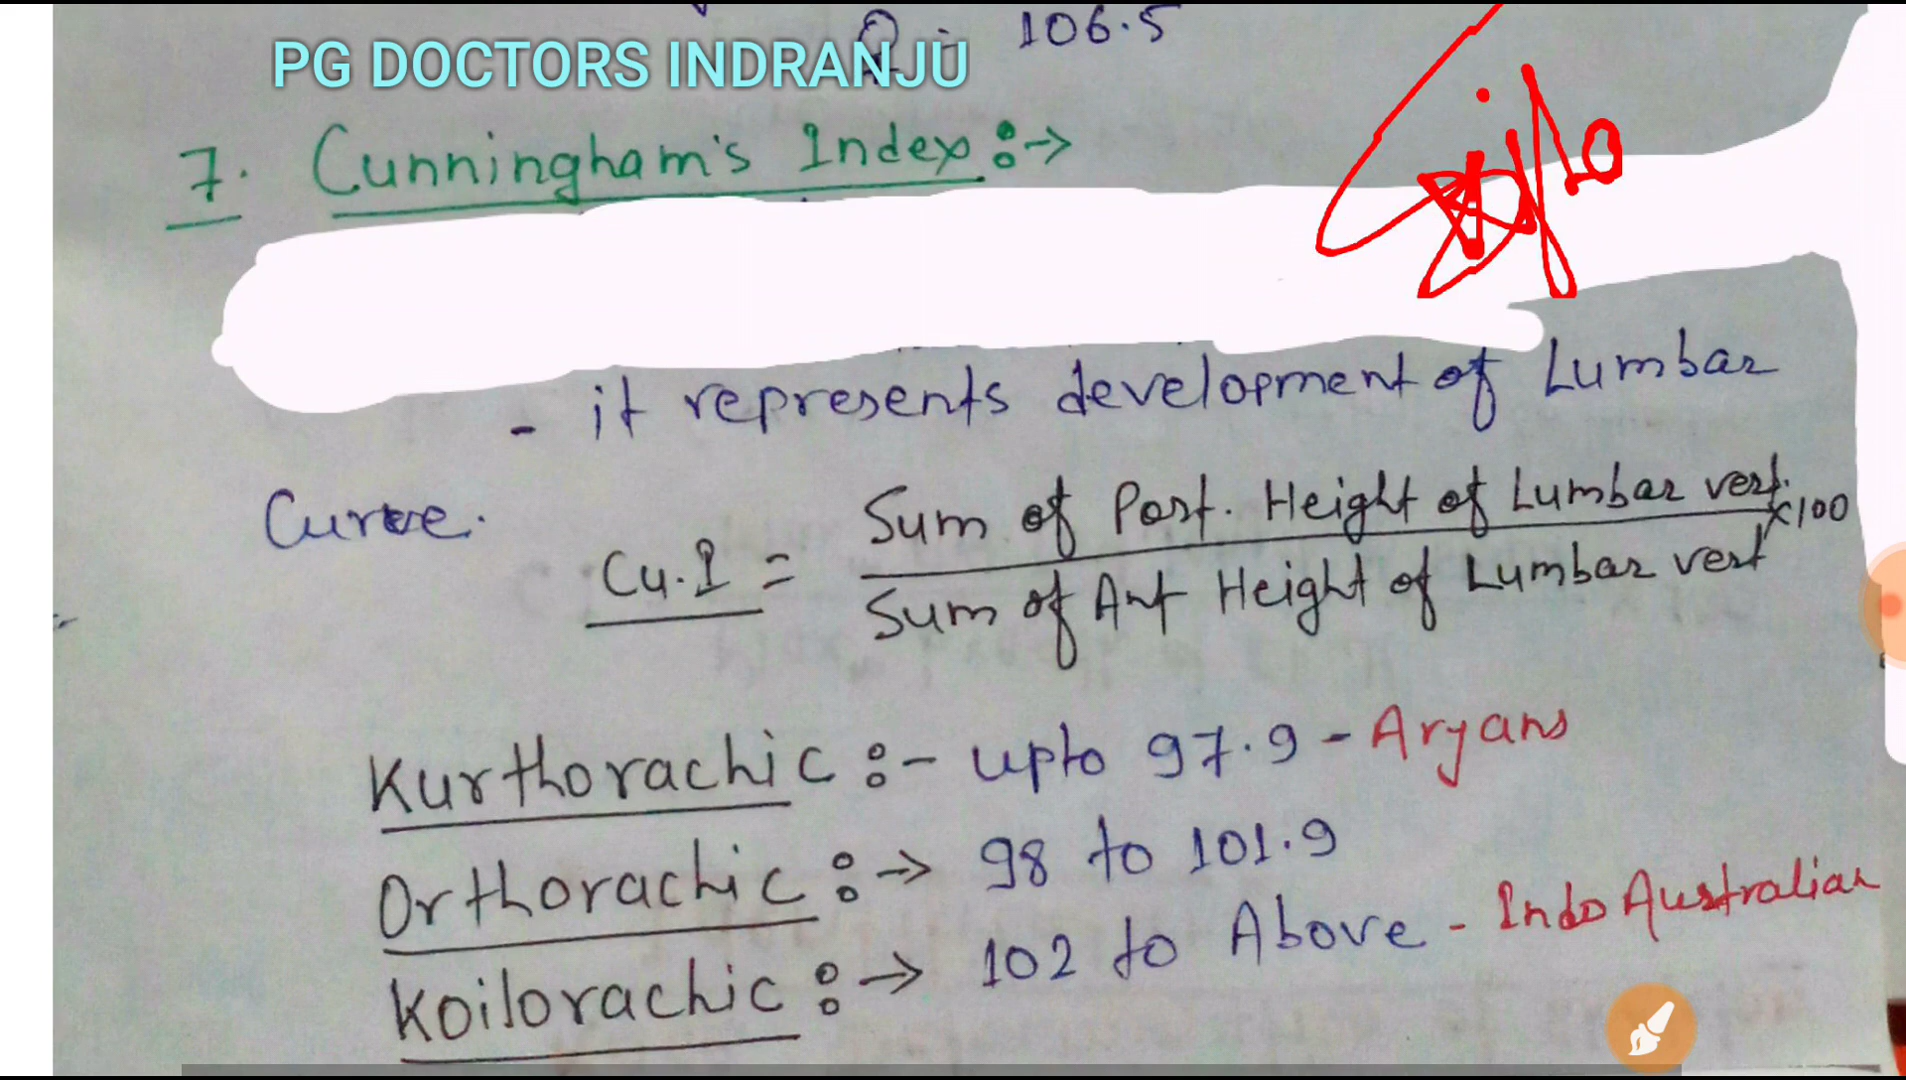 ♀ - 106.5
PG DOCTORS INDRANJU
7. Cunningham's Index :→
- it represents development of Lumbar
Curve.
Cu.I = Sum of Post. Height of Lumbar vert. ×100
Sum of Ant Height of Lumbar vert
Kurthorachic :- upto 97.9 - Aryans
Orthorachic :→ 98 to 101.9
Koilorachic :→ 102 to Above - Indo Australian